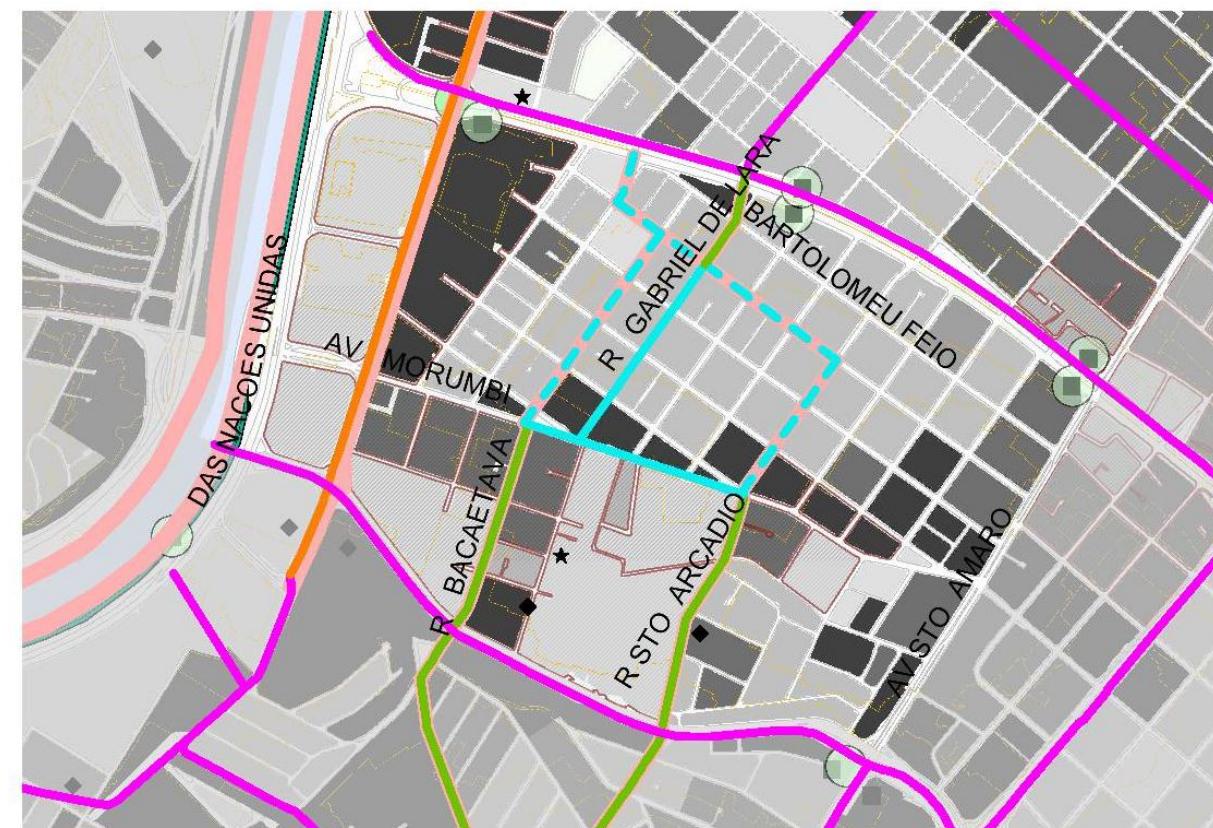 R GABRIEL DE LARA
R BARTOLOMEU FEIO
AV MORUMBI
DAS NACOES UNIDAS
R BACAETAVA
R STO ARCADIO
AV STO AMARO